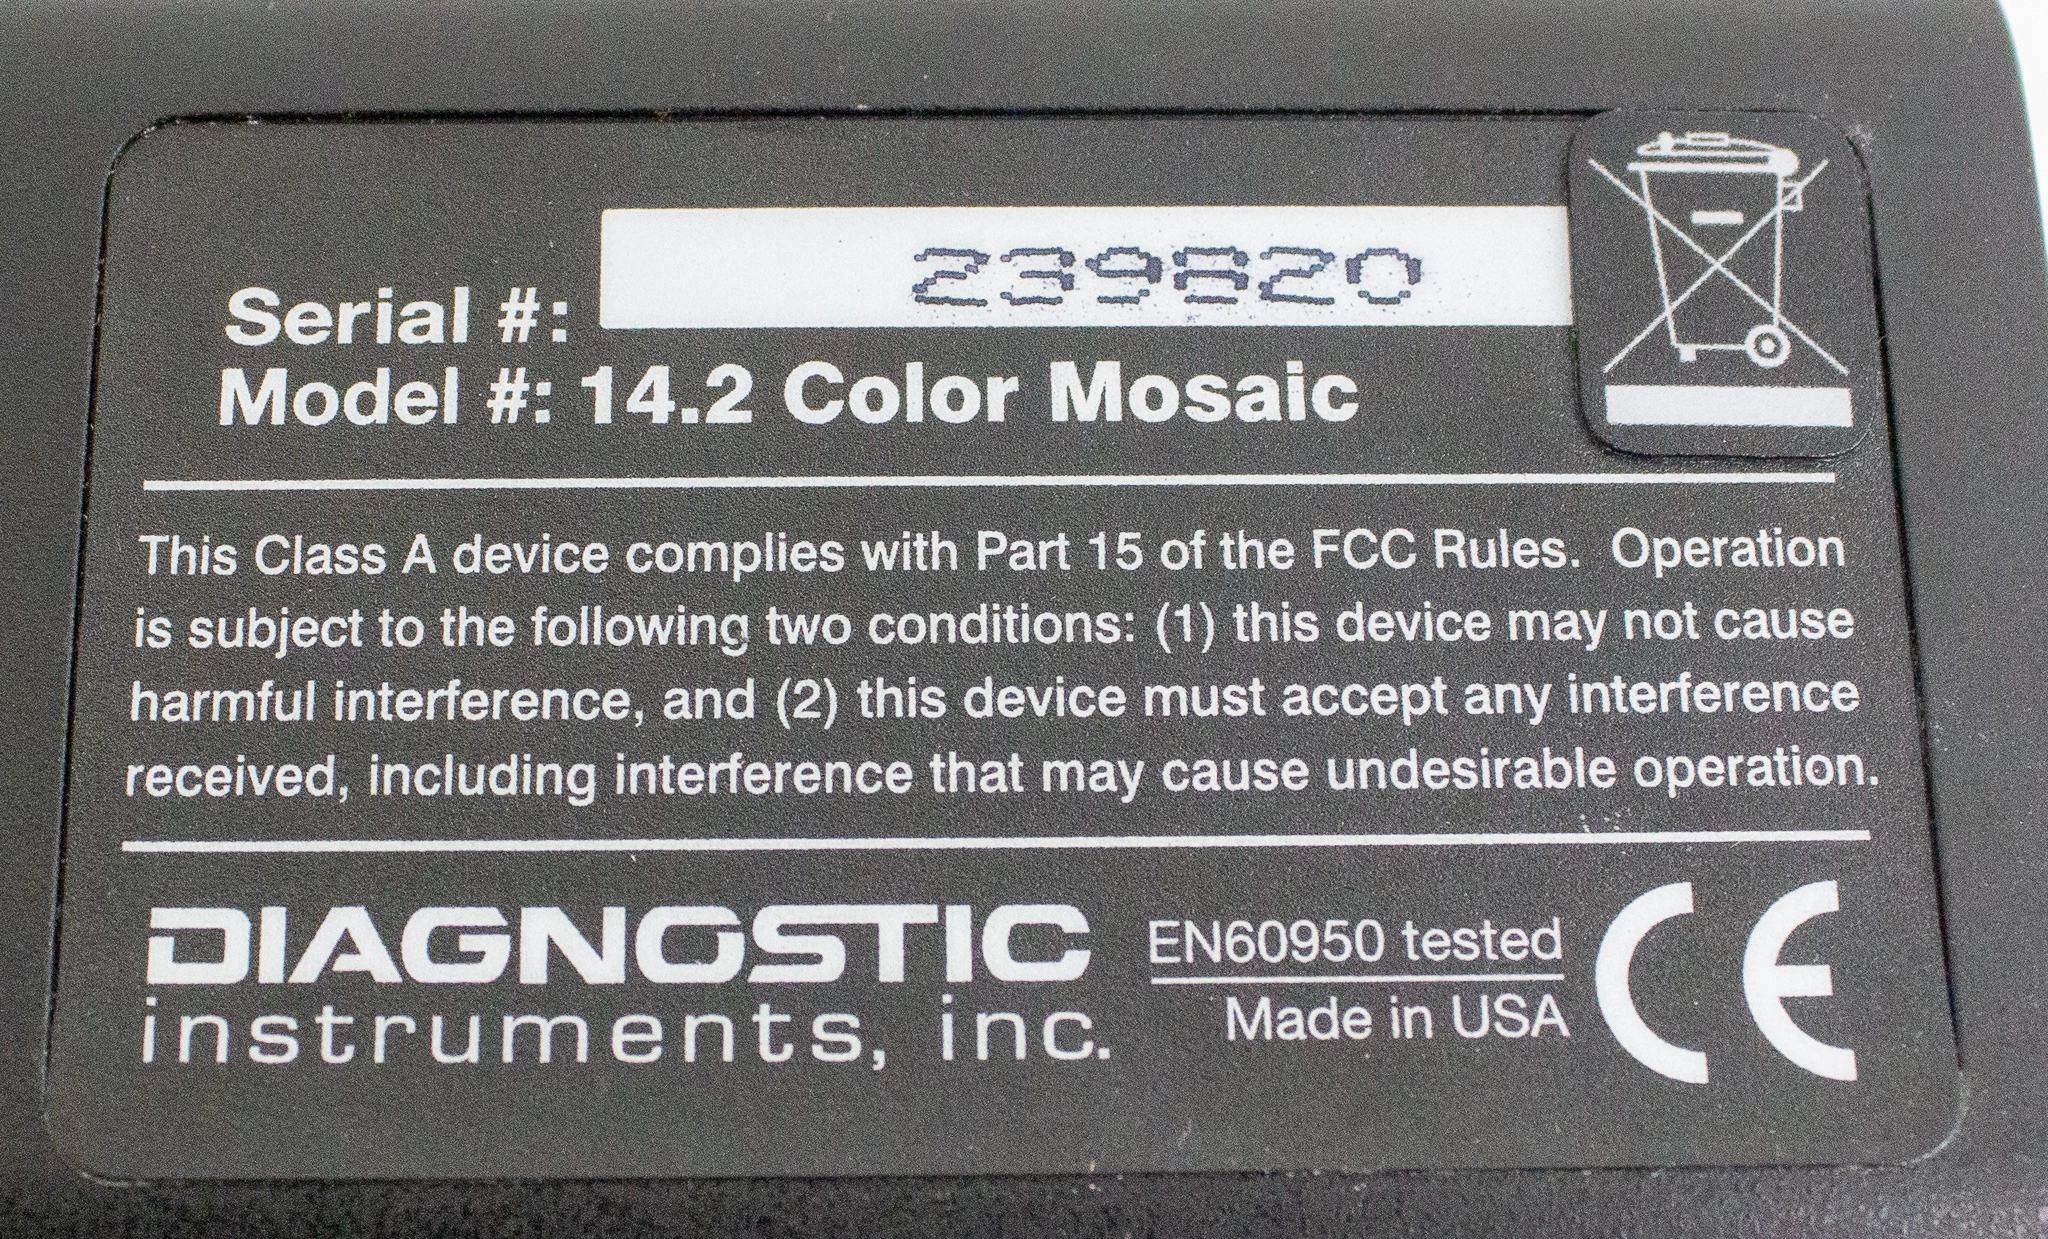 Serial #: 239820
Model #: 14.2 Color Mosaic
This Class A device complies with Part 15 of the FCC Rules. Operation
is subject to the following two conditions: (1) this device may not cause
harmful interference, and (2) this device must accept any interference
received, including interference that may cause undesirable operation.
DIAGNOSTIC
instruments, inc.
EN60950 tested
Made in USA
CE